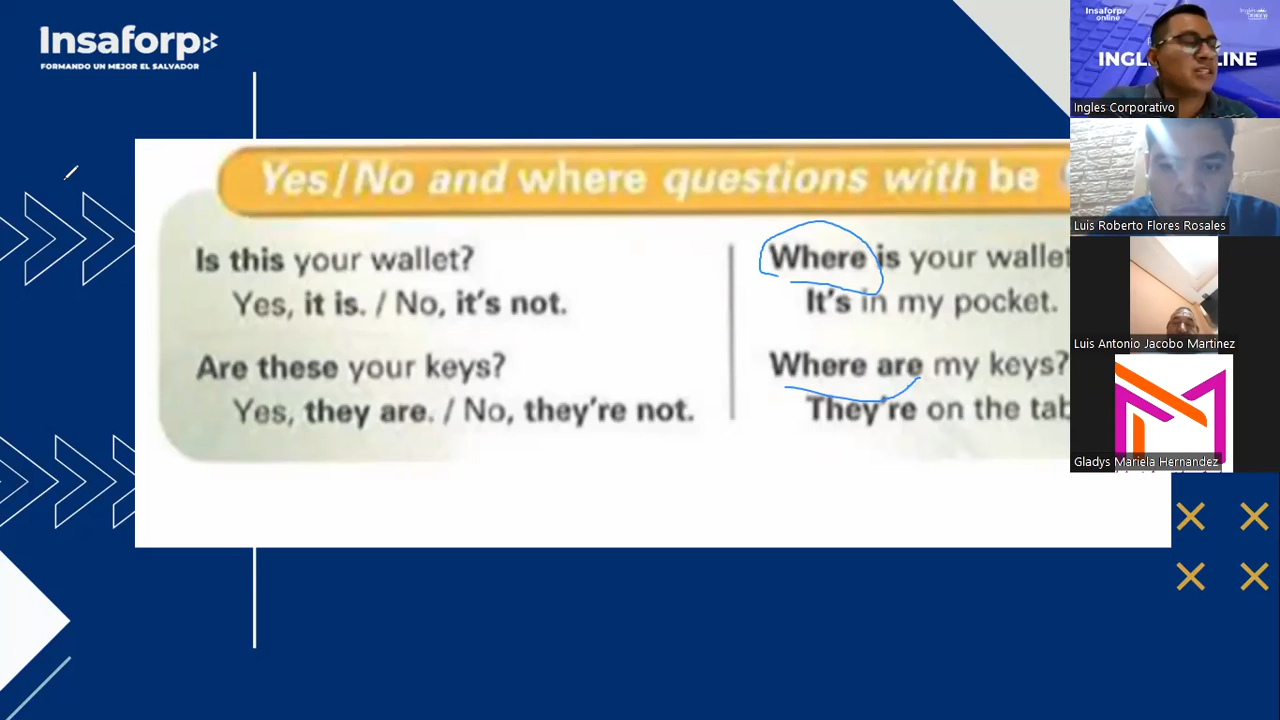 Insaforp
FORMANDO UN MEJOR EL SALVADOR
Yes/No and where questions with be
Is this your wallet?
Yes, it is. / No, it's not.
Are these your keys?
Yes, they are. / No, they're not.
Where is your wallet
It's in my pocket.
Where are my keys?
They're on the tab
Insaforp
online
INGL LINE
Ingles Corporativo
Luis Roberto Flores Rosales
Luis Antonio Jacobo Martinez
Gladys Mariela Hernandez